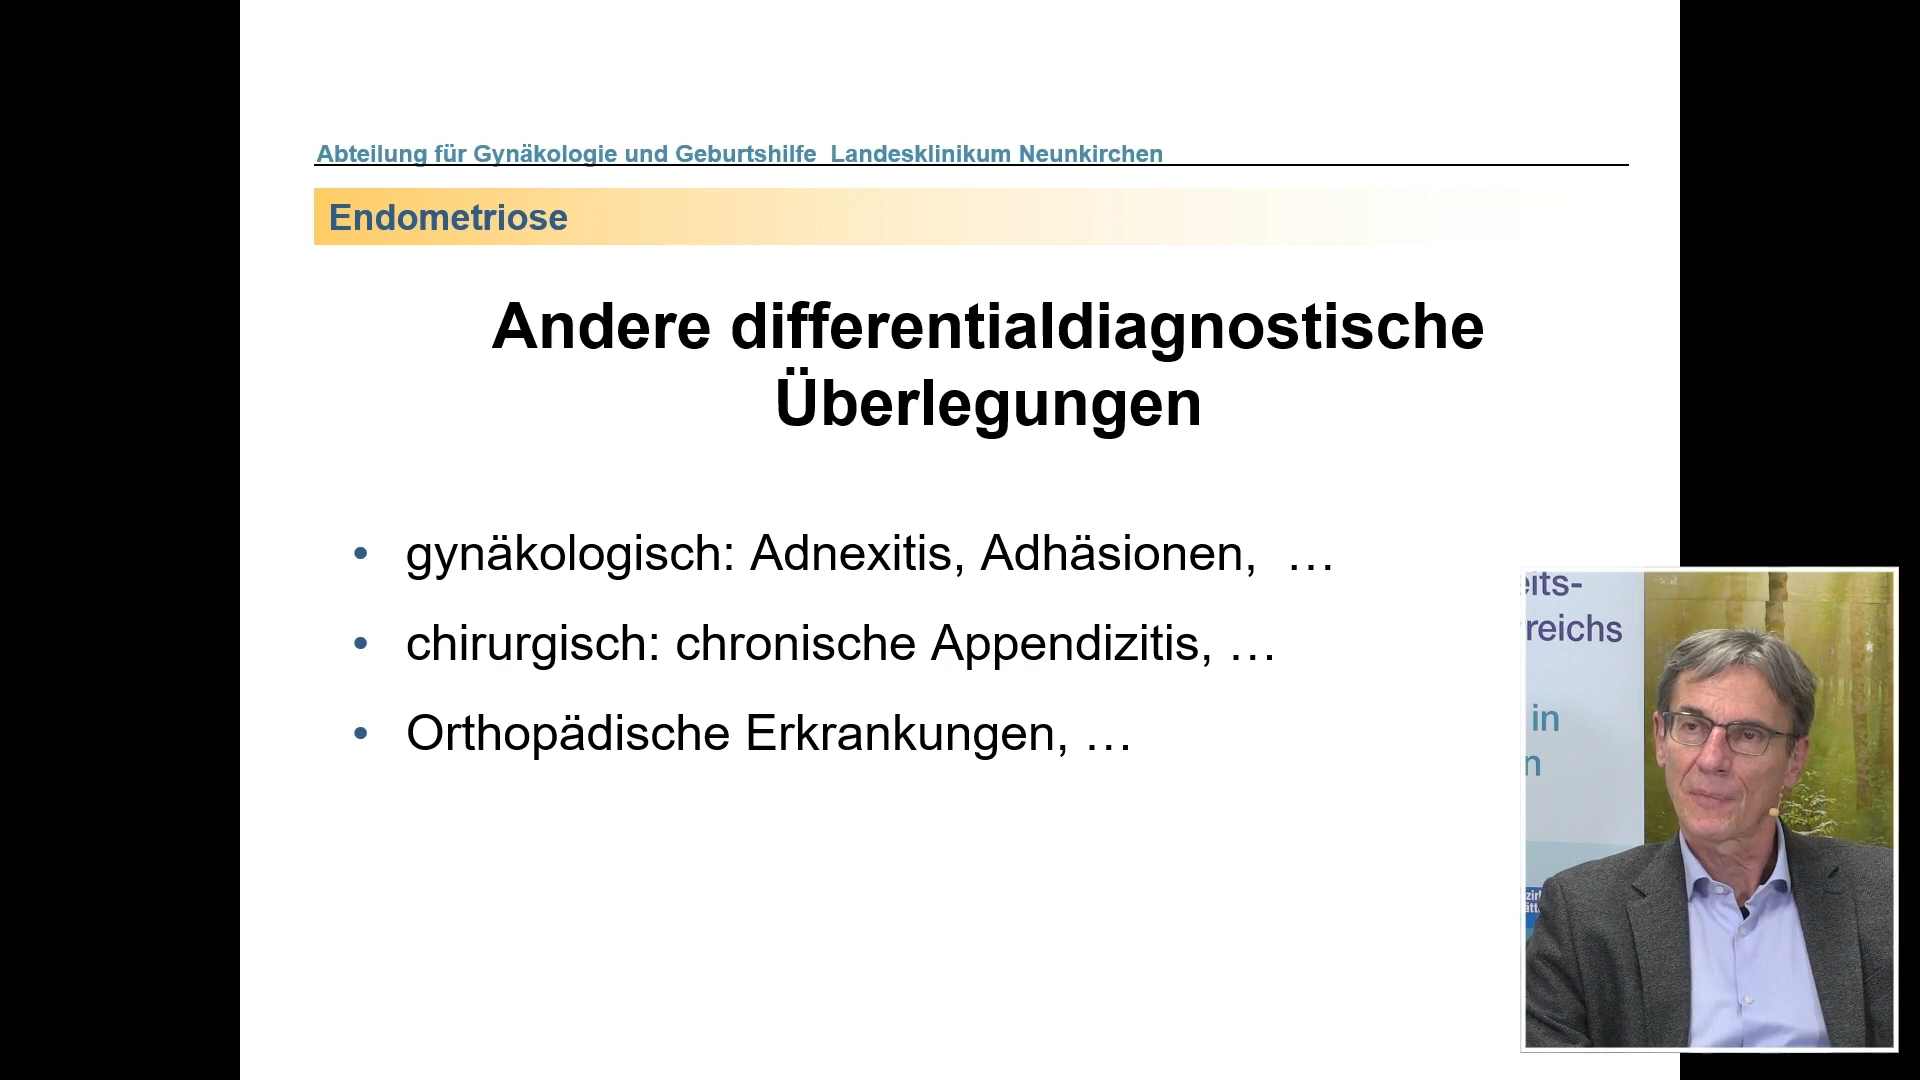 Abteilung für Gynäkologie und Geburtshilfe Landesklinikum Neunkirchen
Endometriose
Andere differentialdiagnostische
Überlegungen
• gynäkologisch: Adnexitis, Adhäsionen, …
• chirurgisch: chronische Appendizitis, …
• Orthopädische Erkrankungen, …
eits-
reichs
in
n